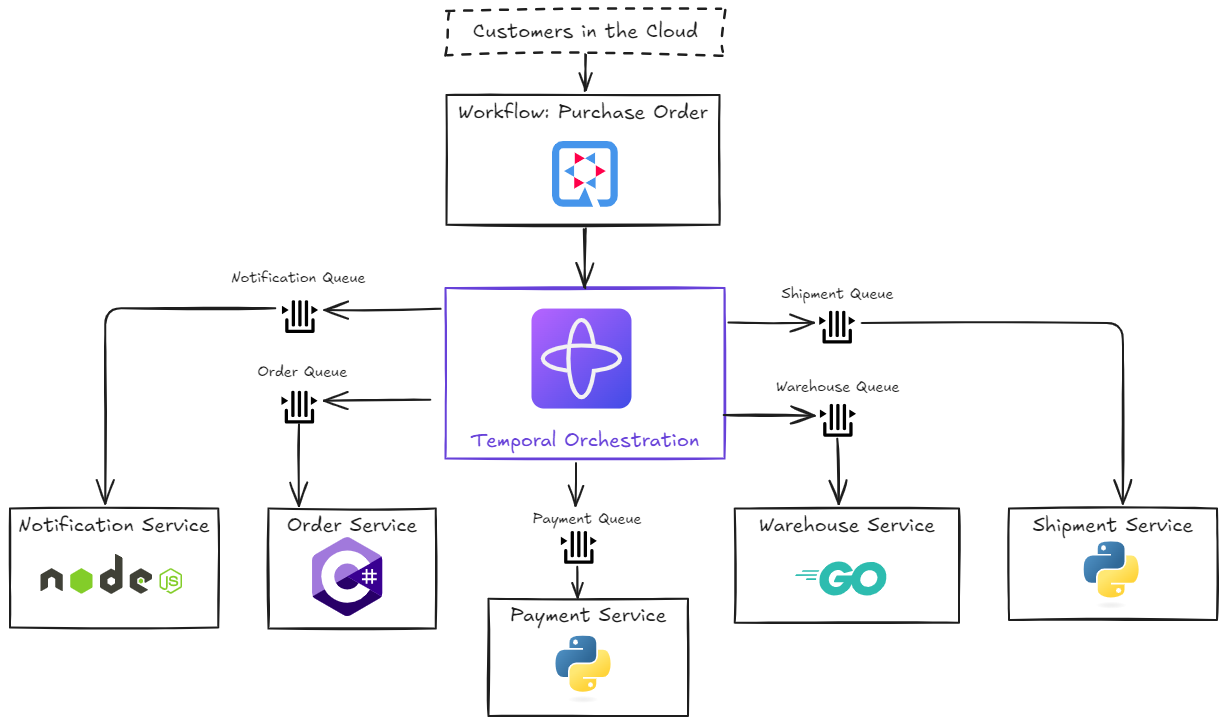 Customers in the Cloud
Workflow: Purchase Order
Notification Queue
Shipment Queue
Order Queue
Warehouse Queue
Temporal Orchestration
Payment Queue
Notification Service
node
JS
Order Service
C#
Warehouse Service
GO
Shipment Service
Payment Service